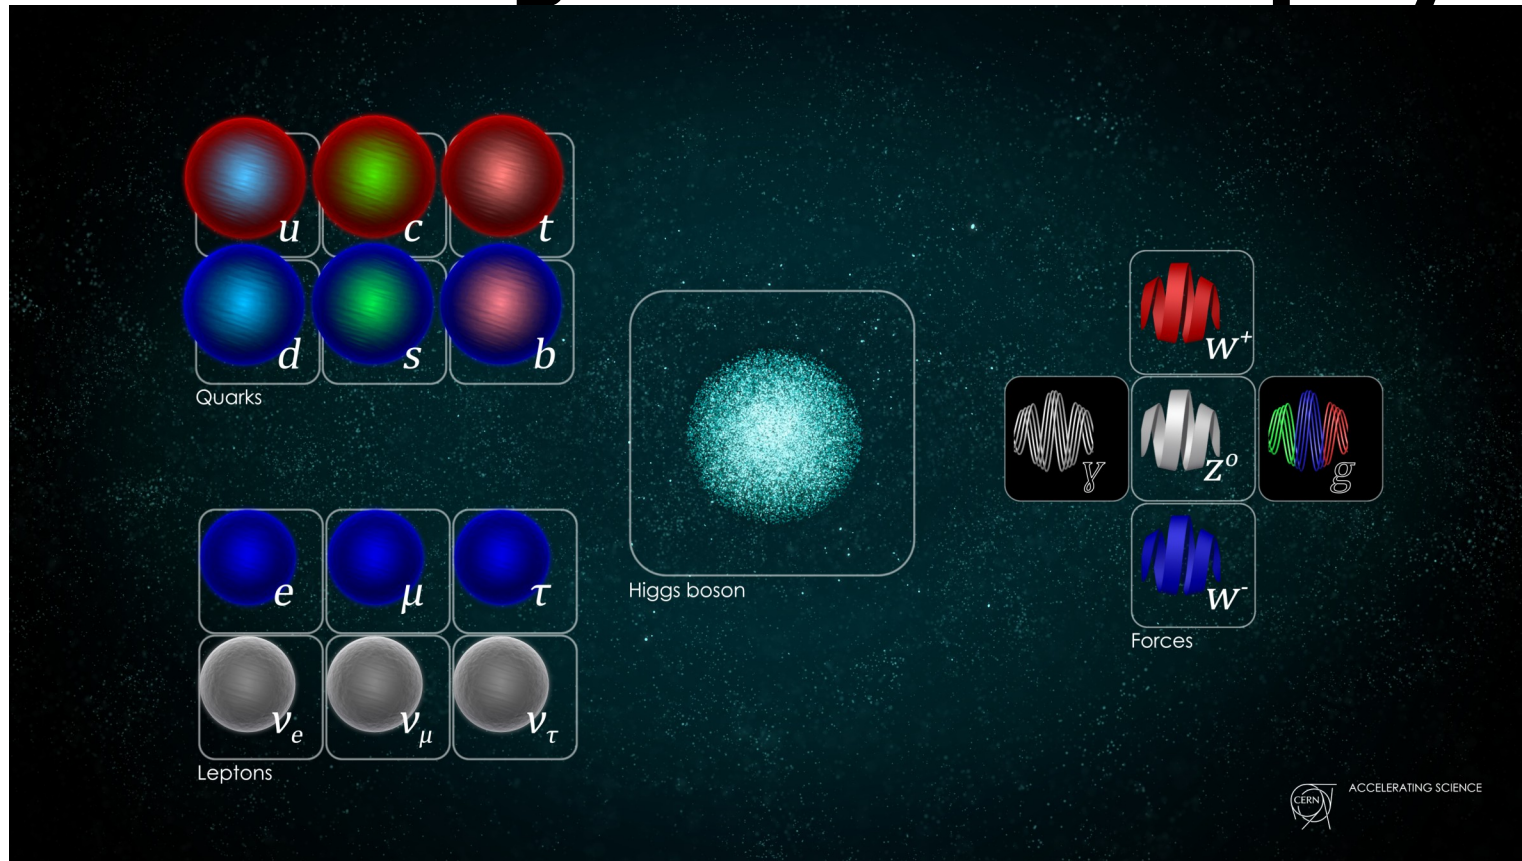 u c t
d s b
Quarks
e μ τ
νe νμ ντ
Leptons
Higgs boson
W+
γ Z0 g
W-
Forces
CERN
ACCELERATING SCIENCE